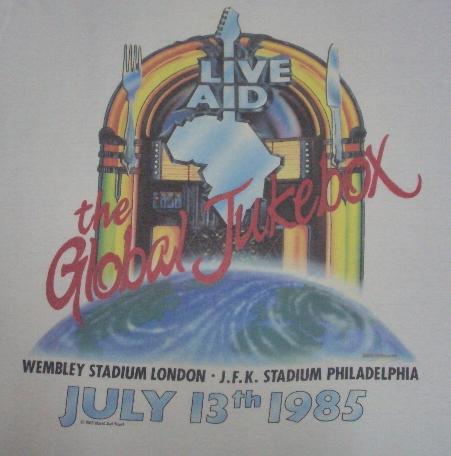 LIVE
AID
the
Global Jukebox
WEMBLEY STADIUM LONDON · J.F.K. STADIUM PHILADELPHIA
JULY 13th 1985